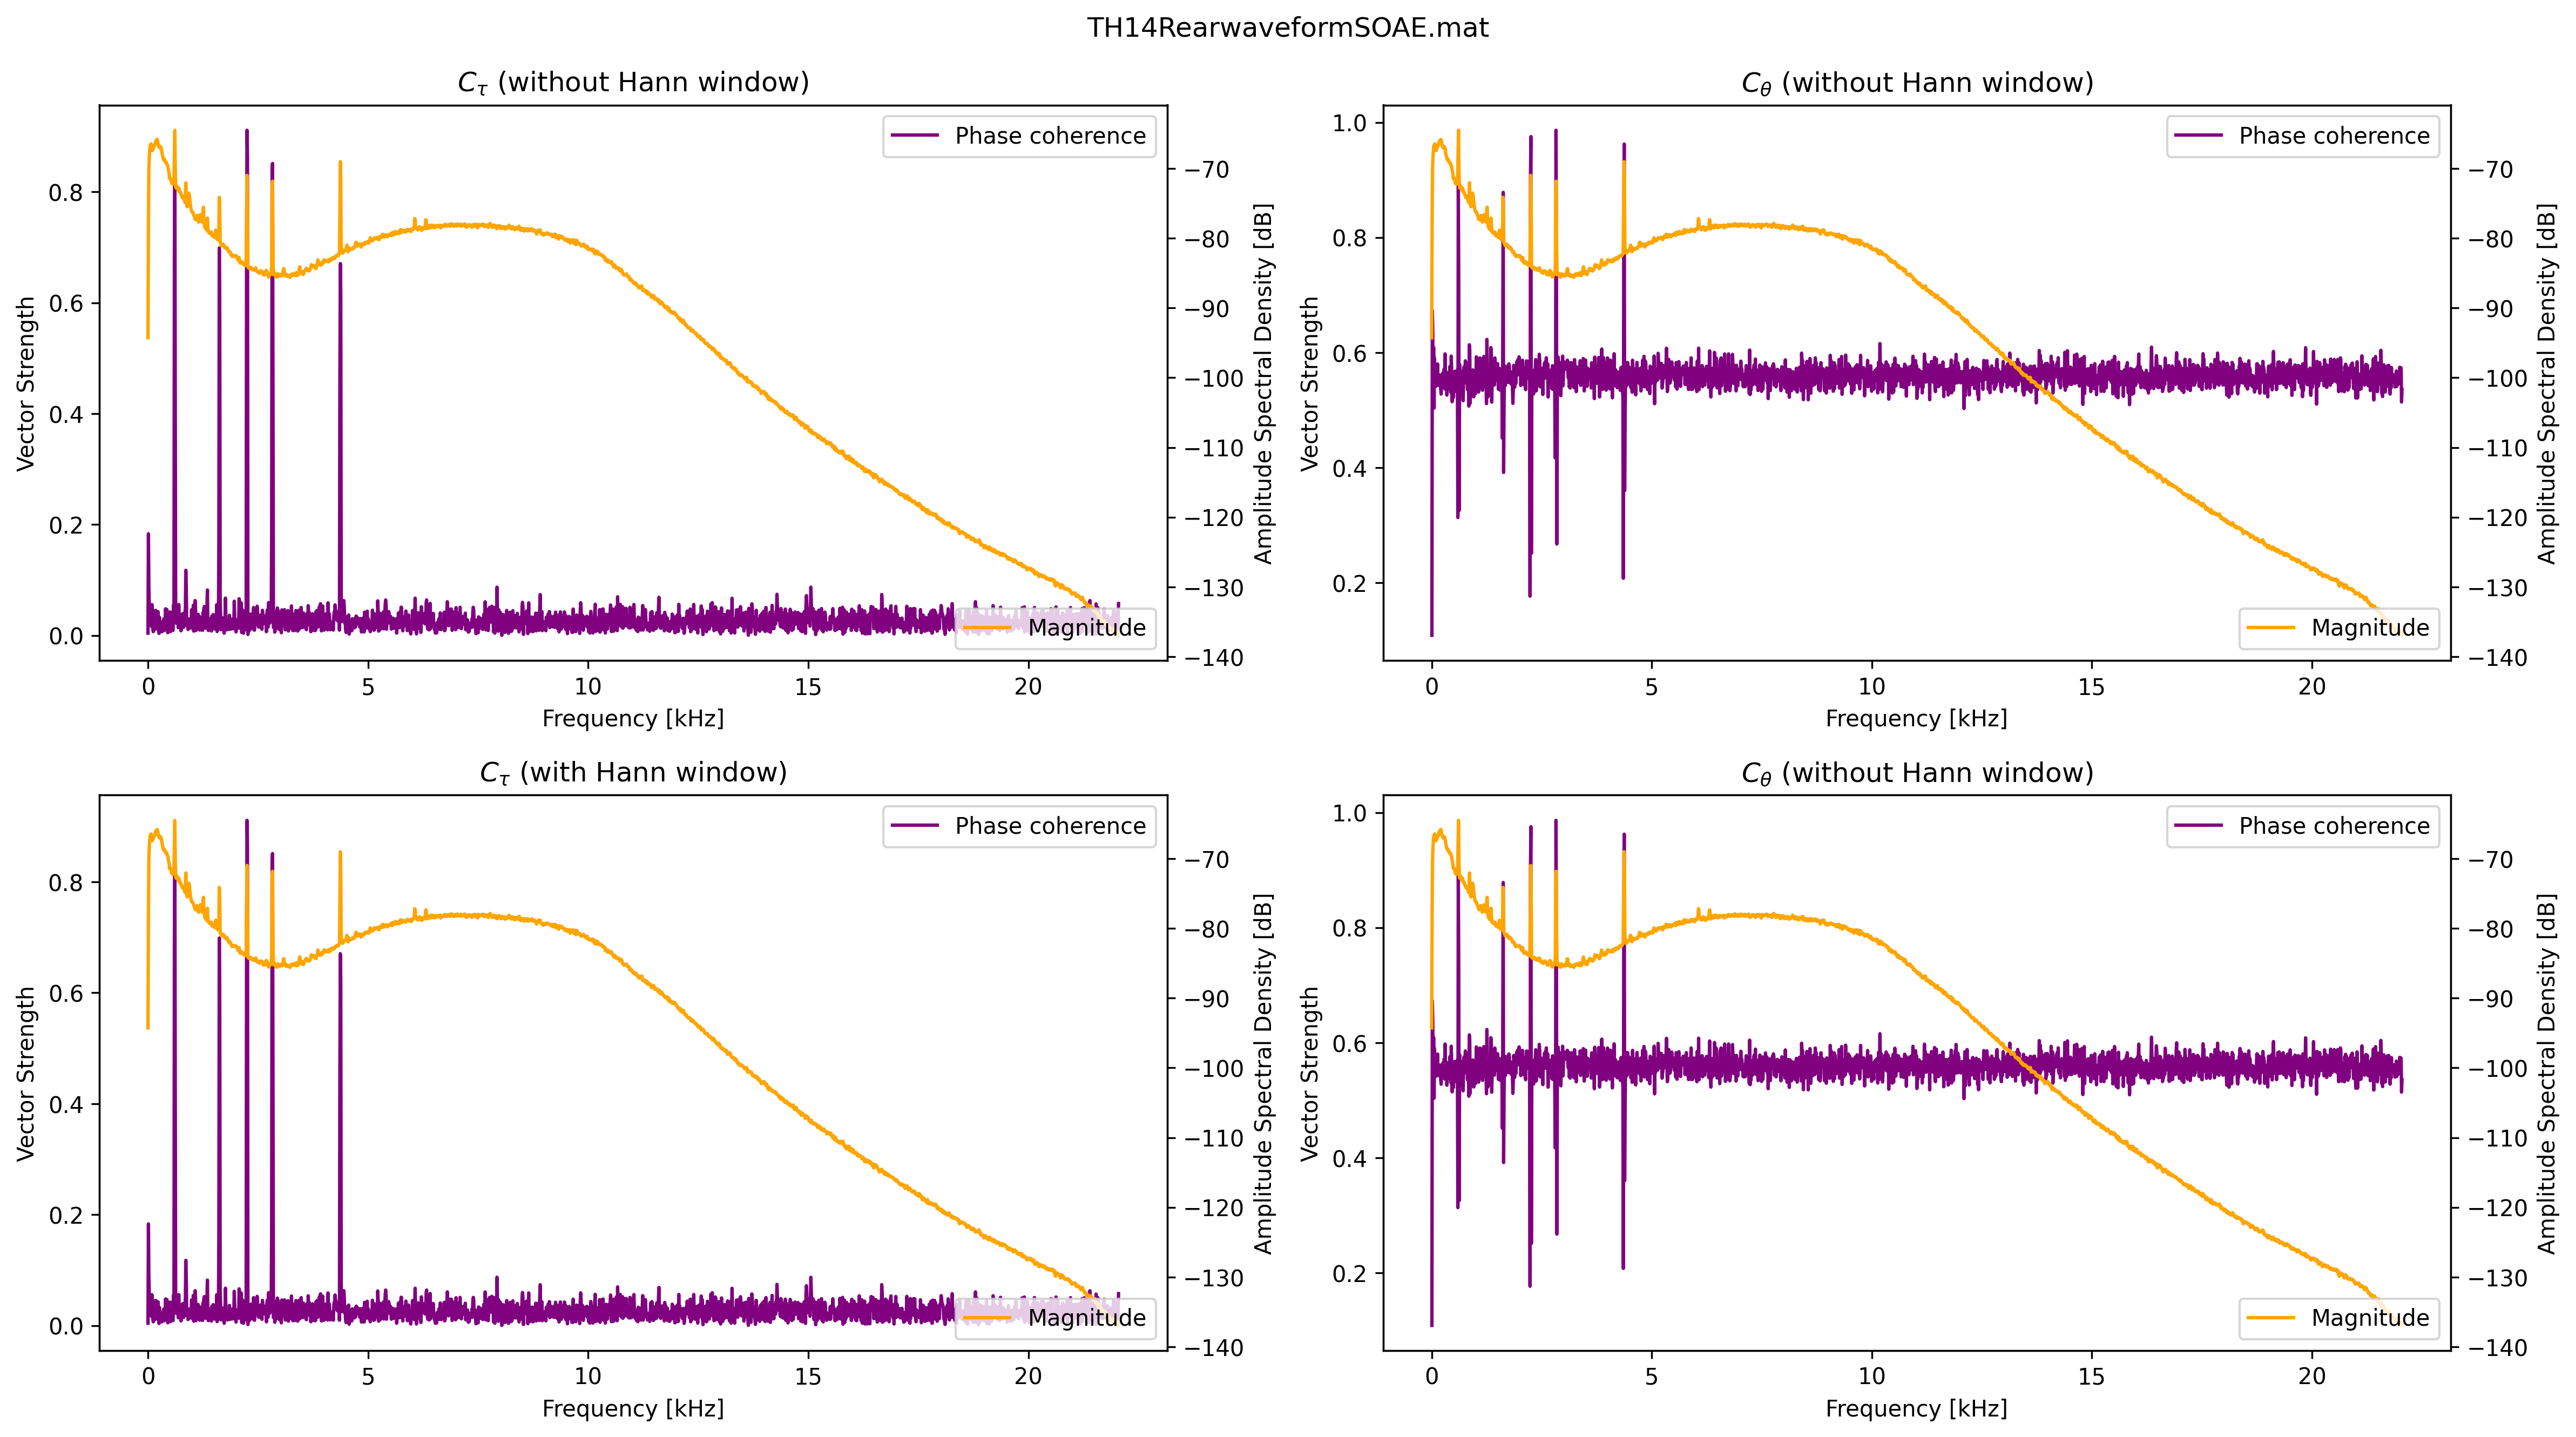 TH14RearwaveformSOAE.mat
Cτ (without Hann window)
Phase coherence
Magnitude
Vector Strength
0.8
0.6
0.4
0.2
0.0
Amplitude Spectral Density [dB]
−70
−80
−90
−100
−110
−120
−130
−140
0 5 10 15 20
Frequency [kHz]
Cθ (without Hann window)
Phase coherence
Magnitude
Vector Strength
1.0
0.8
0.6
0.4
0.2
Amplitude Spectral Density [dB]
−70
−80
−90
−100
−110
−120
−130
−140
0 5 10 15 20
Frequency [kHz]
Cτ (with Hann window)
Phase coherence
Magnitude
Vector Strength
0.8
0.6
0.4
0.2
0.0
Amplitude Spectral Density [dB]
−70
−80
−90
−100
−110
−120
−130
−140
0 5 10 15 20
Frequency [kHz]
Cθ (without Hann window)
Phase coherence
Magnitude
Vector Strength
1.0
0.8
0.6
0.4
0.2
Amplitude Spectral Density [dB]
−70
−80
−90
−100
−110
−120
−130
−140
0 5 10 15 20
Frequency [kHz]